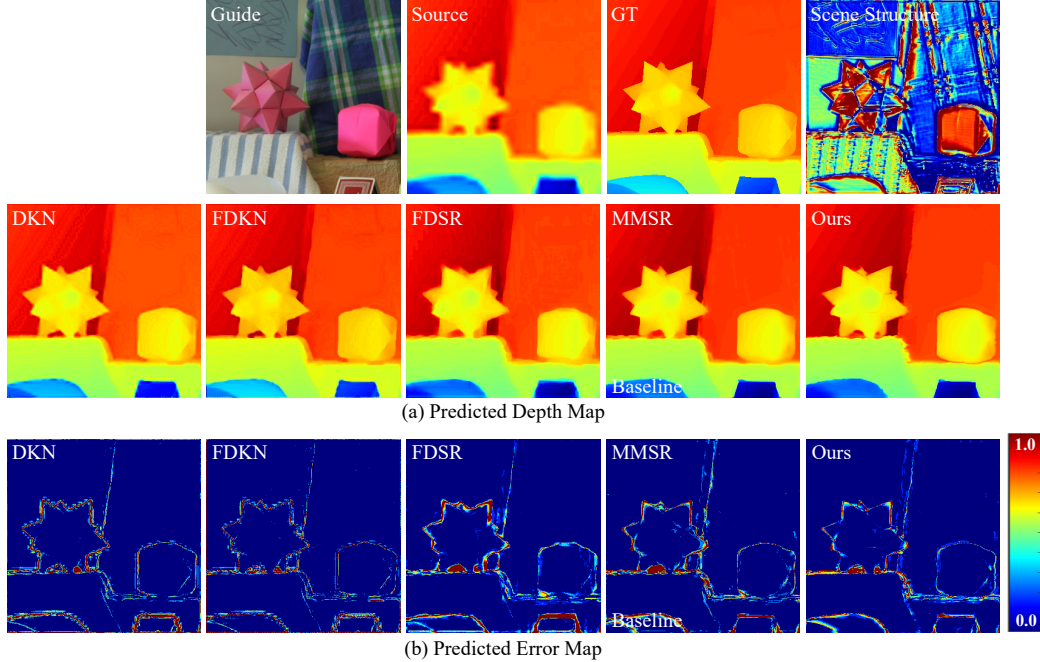 Guide Source GT Scene Structure
DKN FDKN FDSR MMSR Ours
Baseline
(a) Predicted Depth Map
DKN FDKN FDSR MMSR Ours
1.0
Baseline
0.0
(b) Predicted Error Map